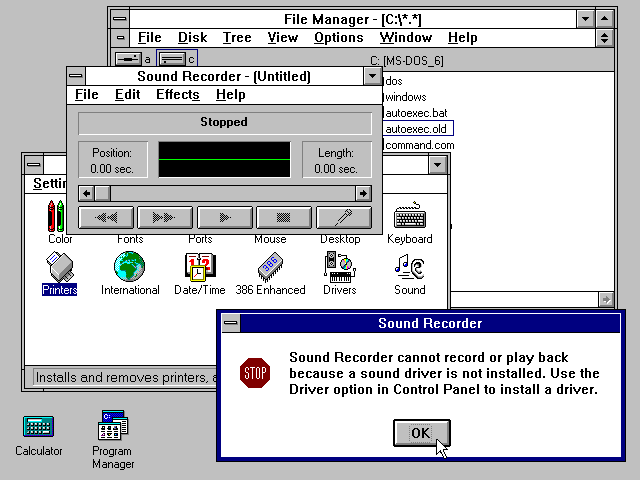 File Manager - [C:\*.*]
File Disk Tree View Options Window Help
a c C: [MS-DOS_6]
dos
windows
autoexec.bat
autoexec.old
command.com
Sound Recorder - (Untitled)
File Edit Effects Help
Stopped
Position:
0.00 sec.
Length:
0.00 sec.
Settin
Color Fonts Ports Mouse Desktop Keyboard
Printers International Date/Time 386 Enhanced Drivers Sound
Installs and removes printers, a
Sound Recorder
STOP
Sound Recorder cannot record or play back
because a sound driver is not installed. Use the
Driver option in Control Panel to install a driver.
OK
Calculator
Program
Manager